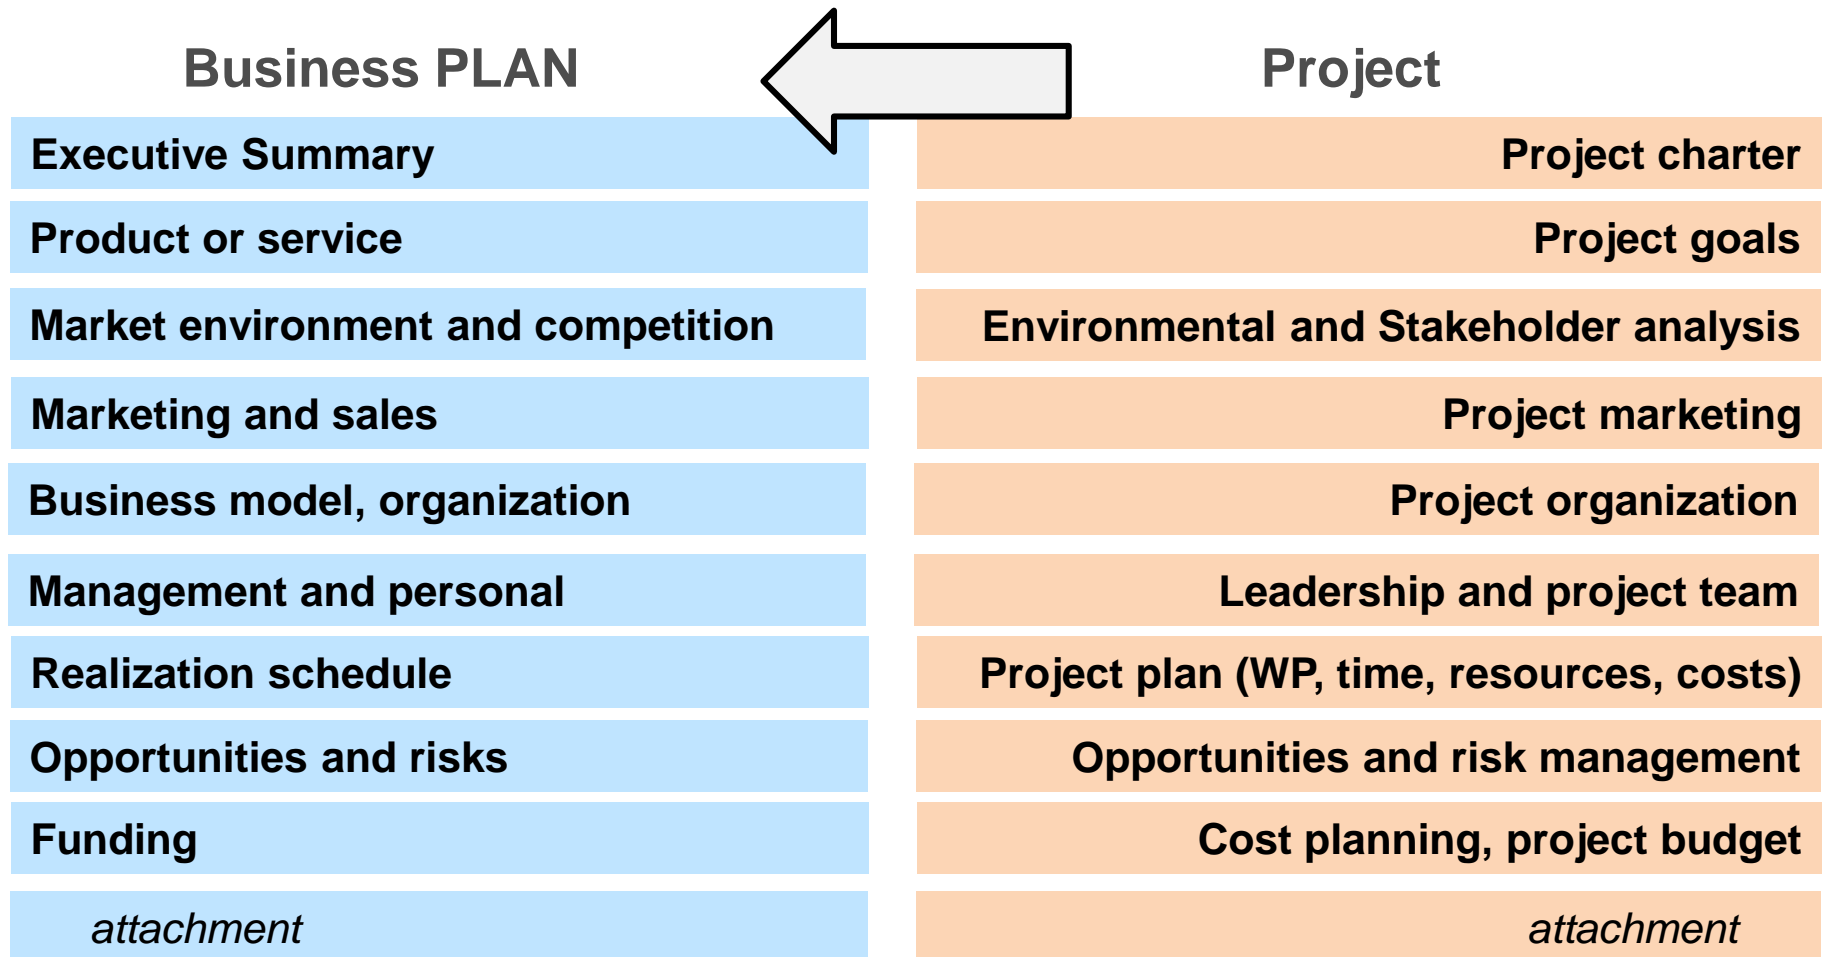 Business PLAN
Project
Executive Summary
Project charter
Product or service
Project goals
Market environment and competition
Environmental and Stakeholder analysis
Marketing and sales
Project marketing
Business model, organization
Project organization
Management and personal
Leadership and project team
Realization schedule
Project plan (WP, time, resources, costs)
Opportunities and risks
Opportunities and risk management
Funding
Cost planning, project budget
attachment
attachment